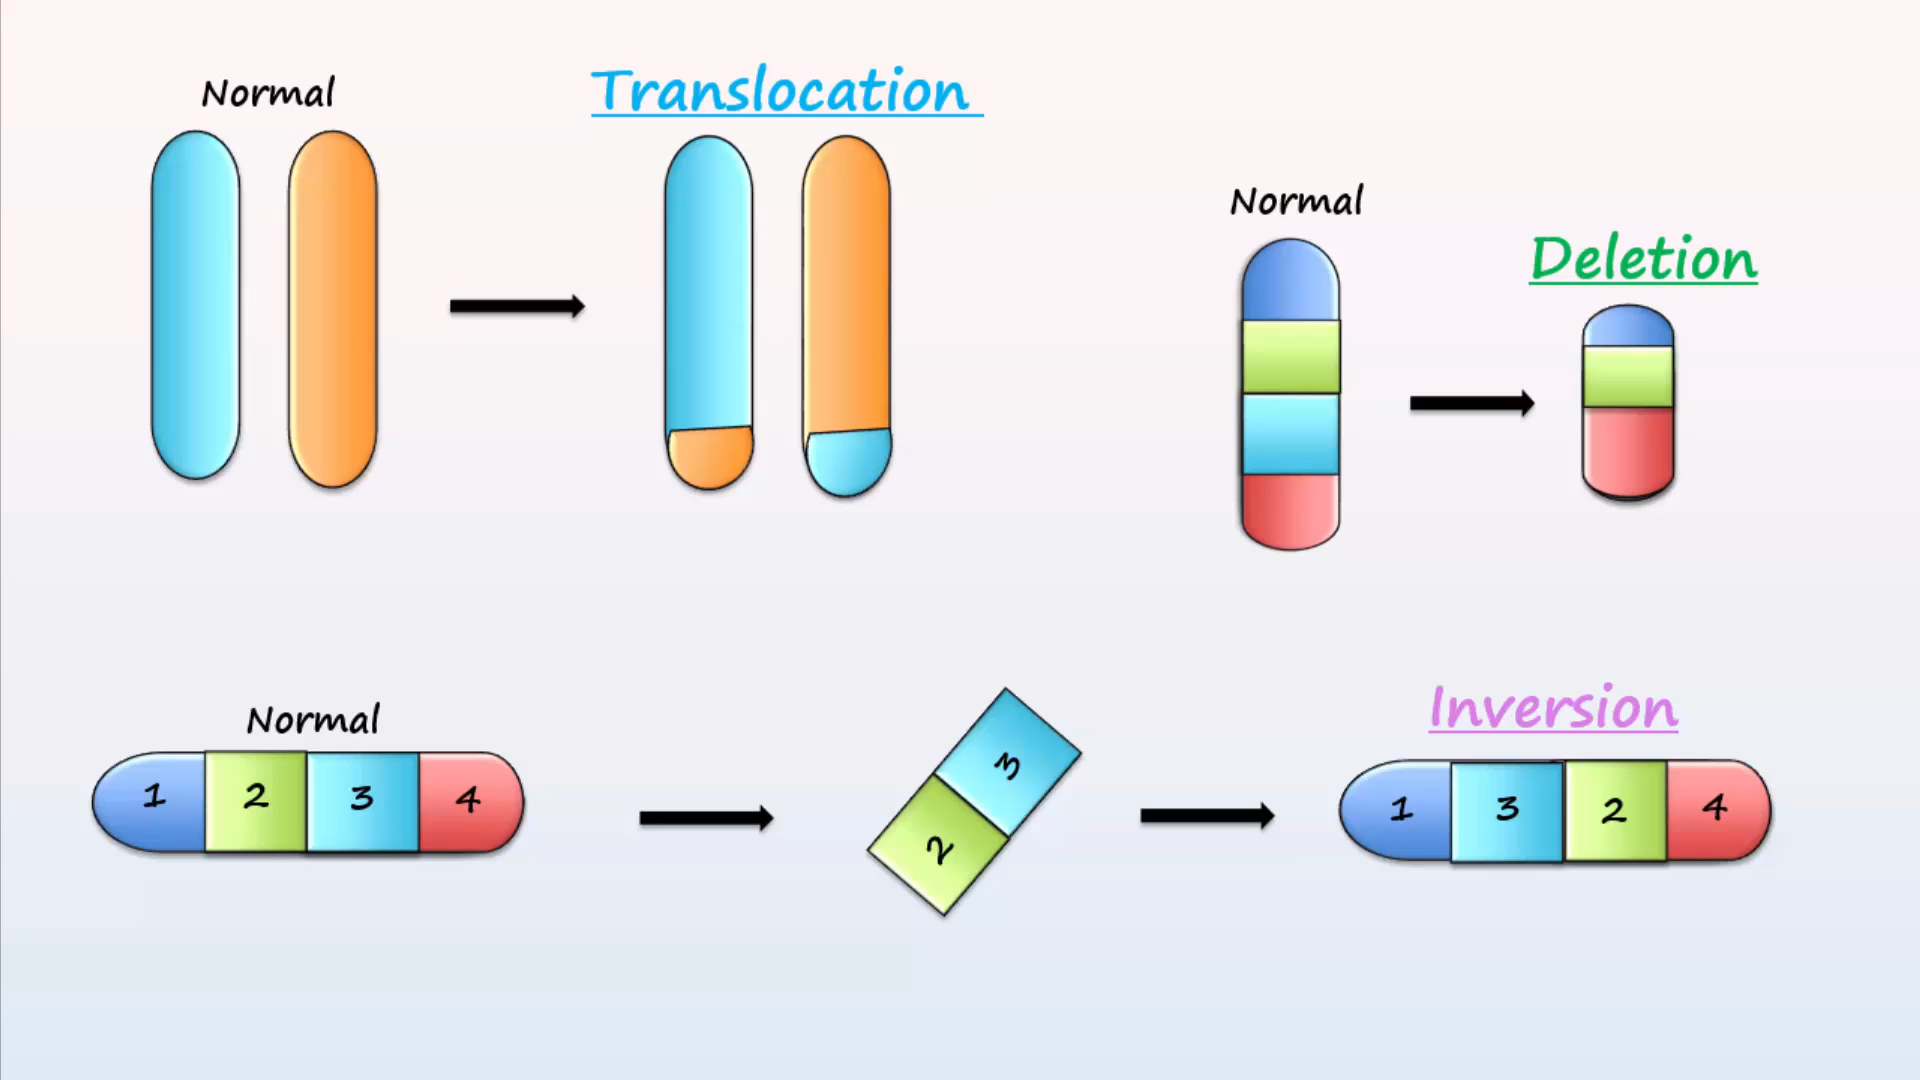 Normal
Translocation
Normal
Deletion
Normal
1 2 3 4
2 3
Inversion
1 3 2 4